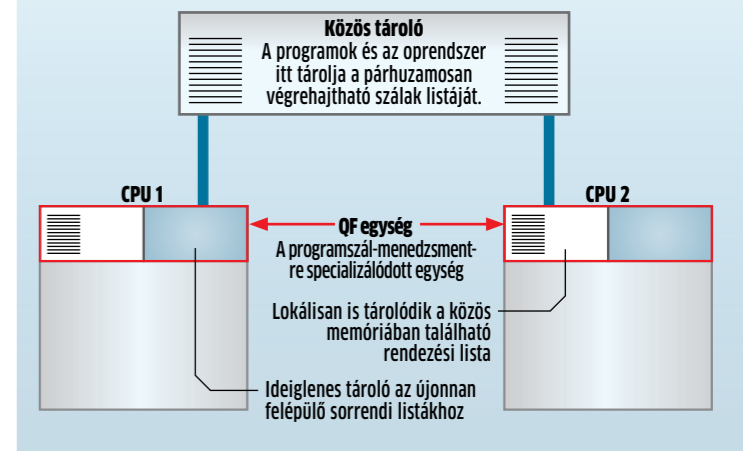 Közös tároló
A programok és az oprendszer
itt tárolja a párhuzamosan
végrehajtható szálak listáját.
CPU 1
CPU 2
QF egység
A programszál-menedzsment-
re specializálódott egység
Lokálisan is tárolódik a közös
memóriában található
rendezési lista
Ideiglenes tároló az újonnan
felépülő sorrendi listákhoz